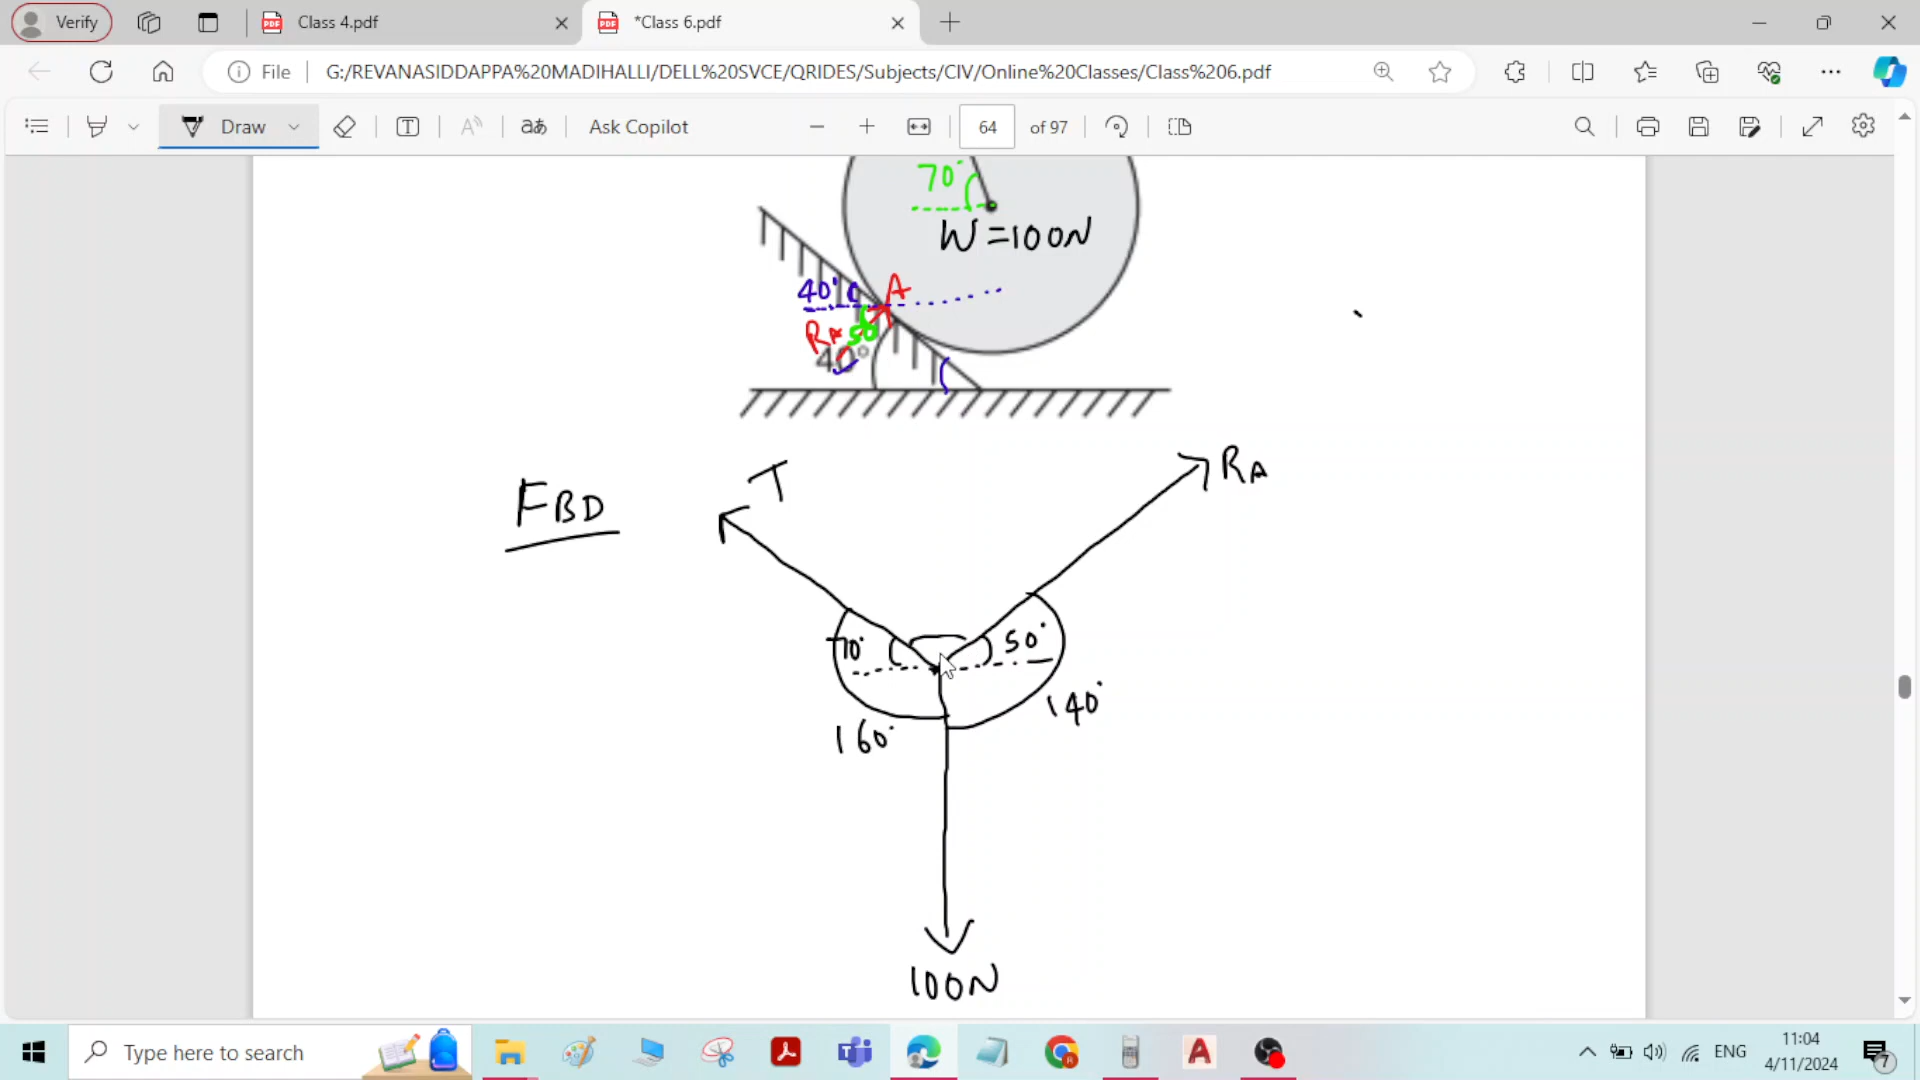 Verify
Class 4.pdf
*Class 6.pdf
File
G:/REVANASIDDAPPA%20MADIHALLI/DELL%20SVCE/QRIDES/Subjects/CIV/Online%20Classes/Class%206.pdf
Draw
Ask Copilot
64 of 97
70°
W=100N
40°
A
RA
50
40°
FBD
T
RA
70°
50°
140°
160°
100N
Type here to search
ENG
11:04
4/11/2024
7